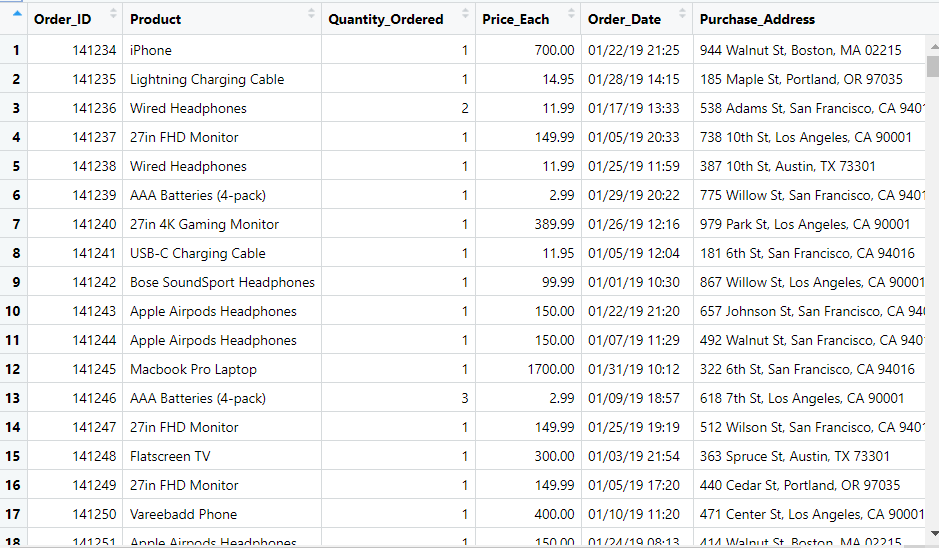 Order_ID Product Quantity_Ordered Price_Each Order_Date Purchase_Address
1 141234 iPhone 1 700.00 01/22/19 21:25 944 Walnut St, Boston, MA 02215
2 141235 Lightning Charging Cable 1 14.95 01/28/19 14:15 185 Maple St, Portland, OR 97035
3 141236 Wired Headphones 2 11.99 01/17/19 13:33 538 Adams St, San Francisco, CA 9401
4 141237 27in FHD Monitor 1 149.99 01/05/19 20:33 738 10th St, Los Angeles, CA 90001
5 141238 Wired Headphones 1 11.99 01/25/19 11:59 387 10th St, Austin, TX 73301
6 141239 AAA Batteries (4-pack) 1 2.99 01/29/19 20:22 775 Willow St, San Francisco, CA 9401
7 141240 27in 4K Gaming Monitor 1 389.99 01/26/19 12:16 979 Park St, Los Angeles, CA 90001
8 141241 USB-C Charging Cable 1 11.95 01/05/19 12:04 181 6th St, San Francisco, CA 94016
9 141242 Bose SoundSport Headphones 1 99.99 01/01/19 10:30 867 Willow St, Los Angeles, CA 90001
10 141243 Apple Airpods Headphones 1 150.00 01/22/19 21:20 657 Johnson St, San Francisco, CA 940
11 141244 Apple Airpods Headphones 1 150.00 01/07/19 11:29 492 Walnut St, San Francisco, CA 9401
12 141245 Macbook Pro Laptop 1 1700.00 01/31/19 10:12 322 6th St, San Francisco, CA 94016
13 141246 AAA Batteries (4-pack) 3 2.99 01/09/19 18:57 618 7th St, Los Angeles, CA 90001
14 141247 27in FHD Monitor 1 149.99 01/25/19 19:19 512 Wilson St, San Francisco, CA 9401
15 141248 Flatscreen TV 1 300.00 01/03/19 21:54 363 Spruce St, Austin, TX 73301
16 141249 27in FHD Monitor 1 149.99 01/05/19 17:20 440 Cedar St, Portland, OR 97035
17 141250 Vareebadd Phone 1 400.00 01/10/19 11:20 471 Center St, Los Angeles, CA 90001
18 141251 Apple Airpods Headphones 1 150.00 01/24/19 08:13 414 Walnut St, Boston, MA 02215